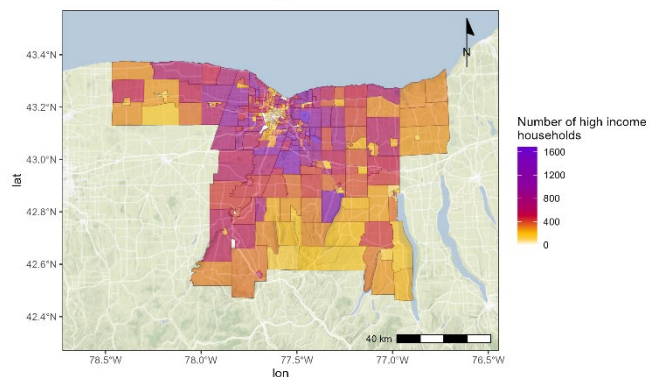 N
43.4°N
43.2°N
43.0°N
42.8°N
42.6°N
42.4°N
lat
78.5°W
78.0°W
77.5°W
77.0°W
76.5°W
lon
40 km
Number of high income
households
1600
1200
800
400
0